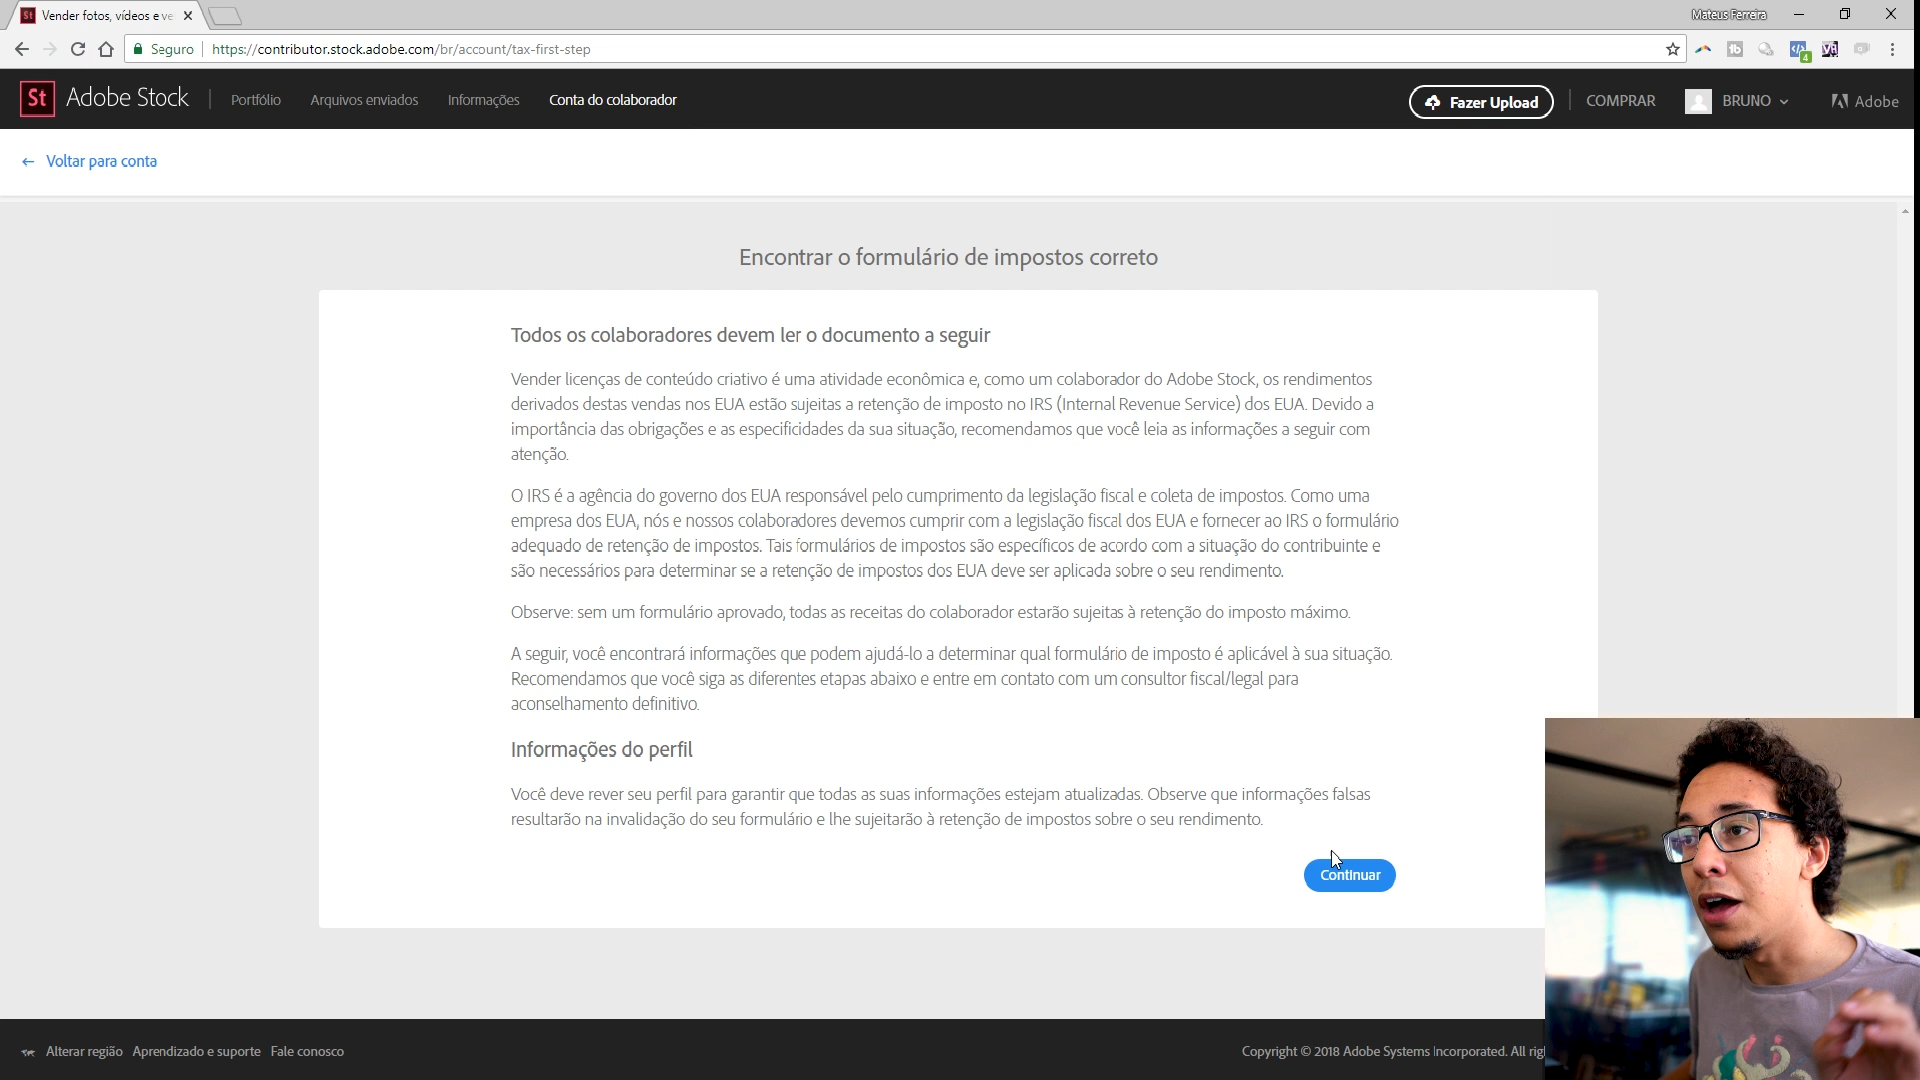 St Vender fotos, vídeos e ve
Mateus Ferreira
Seguro https://contributor.stock.adobe.com/br/account/tax-first-step
St Adobe Stock Portfólio Arquivos enviados Informações Conta do colaborador
Fazer Upload COMPRAR BRUNO Adobe
← Voltar para conta
Encontrar o formulário de impostos correto
Todos os colaboradores devem ler o documento a seguir
Vender licenças de conteúdo criativo é uma atividade econômica e, como um colaborador do Adobe Stock, os rendimentos
derivados destas vendas nos EUA estão sujeitas a retenção de imposto no IRS (Internal Revenue Service) dos EUA. Devido a
importância das obrigações e as especificidades da sua situação, recomendamos que você leia as informações a seguir com
atenção.
O IRS é a agência do governo dos EUA responsável pelo cumprimento da legislação fiscal e coleta de impostos. Como uma
empresa dos EUA, nós e nossos colaboradores devemos cumprir com a legislação fiscal dos EUA e fornecer ao IRS o formulário
adequado de retenção de impostos. Tais formulários de impostos são específicos de acordo com a situação do contribuinte e
são necessários para determinar se a retenção de impostos dos EUA deve ser aplicada sobre o seu rendimento.
Observe: sem um formulário aprovado, todas as receitas do colaborador estarão sujeitas à retenção do imposto máximo.
A seguir, você encontrará informações que podem ajudá-lo a determinar qual formulário de imposto é aplicável à sua situação.
Recomendamos que você siga as diferentes etapas abaixo e entre em contato com um consultor fiscal/legal para
aconselhamento definitivo.
Informações do perfil
Você deve rever seu perfil para garantir que todas as suas informações estejam atualizadas. Observe que informações falsas
resultarão na invalidação do seu formulário e lhe sujeitarão à retenção de impostos sobre o seu rendimento.
Continuar
Alterar região Aprendizado e suporte Fale conosco
Copyright © 2018 Adobe Systems Incorporated. All